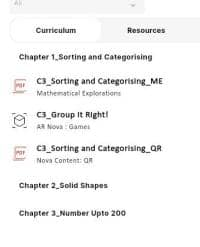 All
Curriculum
Resources
Chapter 1_Sorting and Categorising
PDF
C3_Sorting and Categorising_ME
Mathematical Explorations
C3_Group It Right!
AR Nova : Games
PDF
C3_Sorting and Categorising_QR
Nova Content: QR
Chapter 2_Solid Shapes
Chapter 3_Number Upto 200